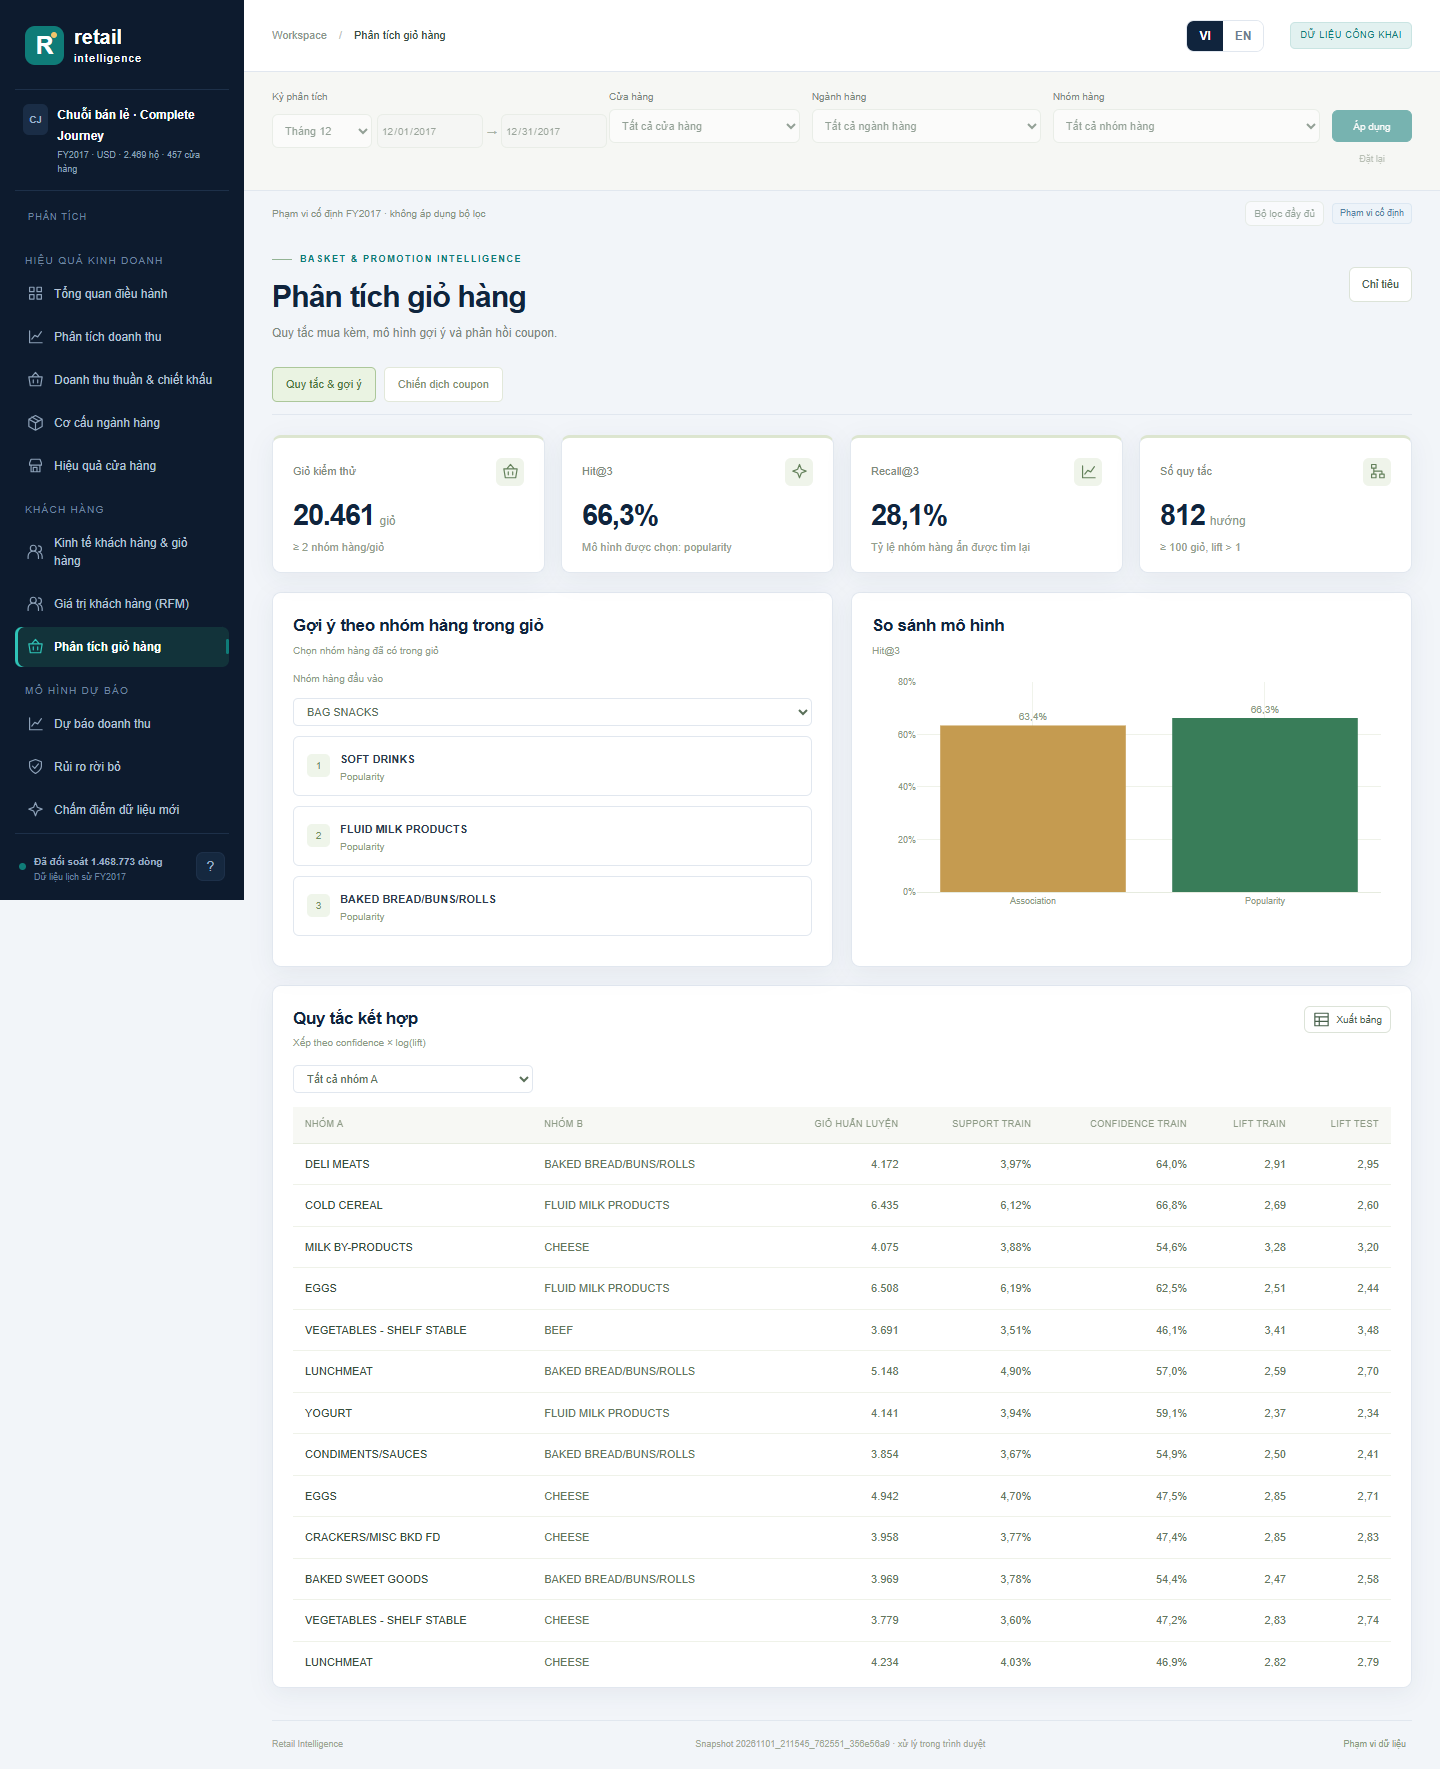 retail
intelligence
CJ
Chuỗi bán lẻ · Complete
Journey
FY2017 · USD · 2.469 hộ · 457 cửa
hàng
PHÂN TÍCH
HIỆU QUẢ KINH DOANH
Tổng quan điều hành
Phân tích doanh thu
Doanh thu thuần & chiết khấu
Cơ cấu ngành hàng
Hiệu quả cửa hàng
KHÁCH HÀNG
Kinh tế khách hàng & giỏ
hàng
Giá trị khách hàng (RFM)
Phân tích giỏ hàng
MÔ HÌNH DỰ BÁO
Dự báo doanh thu
Rủi ro rời bỏ
Chấm điểm dữ liệu mới
Đã đối soát 1.468.773 dòng
Dữ liệu lịch sử FY2017
?
Workspace / Phân tích giỏ hàng
VI EN
DỮ LIỆU CÔNG KHAI
Kỳ phân tích
Tháng 12
12/01/2017 → 12/31/2017
Cửa hàng
Tất cả cửa hàng
Ngành hàng
Tất cả ngành hàng
Nhóm hàng
Tất cả nhóm hàng
Áp dụng
Đặt lại
Phạm vi cố định FY2017 · không áp dụng bộ lọc
Bộ lọc đầy đủ
Phạm vi cố định
BASKET & PROMOTION INTELLIGENCE
Phân tích giỏ hàng
Quy tắc mua kèm, mô hình gợi ý và phản hồi coupon.
Chỉ tiêu
Quy tắc & gợi ý
Chiến dịch coupon
Giỏ kiểm thử
20.461 giỏ
≥ 2 nhóm hàng/giỏ
Hit@3
66,3%
Mô hình được chọn: popularity
Recall@3
28,1%
Tỷ lệ nhóm hàng ẩn được tìm lại
Số quy tắc
812 hướng
≥ 100 giỏ, lift > 1
Gợi ý theo nhóm hàng trong giỏ
Chọn nhóm hàng đã có trong giỏ
Nhóm hàng đầu vào
BAG SNACKS
1
SOFT DRINKS
Popularity
2
FLUID MILK PRODUCTS
Popularity
3
BAKED BREAD/BUNS/ROLLS
Popularity
So sánh mô hình
Hit@3
80%
60%
40%
20%
0%
63,4%
66,3%
Association
Popularity
Quy tắc kết hợp
Xếp theo confidence × log(lift)
Xuất bảng
Tất cả nhóm A
NHÓM A NHÓM B GIỎ HUẤN LUYỆN SUPPORT TRAIN CONFIDENCE TRAIN LIFT TRAIN LIFT TEST
DELI MEATS BAKED BREAD/BUNS/ROLLS 4.172 3,97% 64,0% 2,91 2,95
COLD CEREAL FLUID MILK PRODUCTS 6.435 6,12% 66,8% 2,69 2,60
MILK BY-PRODUCTS CHEESE 4.075 3,88% 54,6% 3,28 3,20
EGGS FLUID MILK PRODUCTS 6.508 6,19% 62,5% 2,51 2,44
VEGETABLES - SHELF STABLE BEEF 3.691 3,51% 46,1% 3,41 3,48
LUNCHMEAT BAKED BREAD/BUNS/ROLLS 5.148 4,90% 57,0% 2,59 2,70
YOGURT FLUID MILK PRODUCTS 4.141 3,94% 59,1% 2,37 2,34
CONDIMENTS/SAUCES BAKED BREAD/BUNS/ROLLS 3.854 3,67% 54,9% 2,50 2,41
EGGS CHEESE 4.942 4,70% 47,5% 2,85 2,71
CRACKERS/MISC BKD FD CHEESE 3.958 3,77% 47,4% 2,85 2,83
BAKED SWEET GOODS BAKED BREAD/BUNS/ROLLS 3.969 3,78% 54,4% 2,47 2,58
VEGETABLES - SHELF STABLE CHEESE 3.779 3,60% 47,2% 2,83 2,74
LUNCHMEAT CHEESE 4.234 4,03% 46,9% 2,82 2,79
Retail Intelligence
Snapshot 20261101_211545_762551_356e56a9 · xử lý trong trình duyệt
Phạm vi dữ liệu